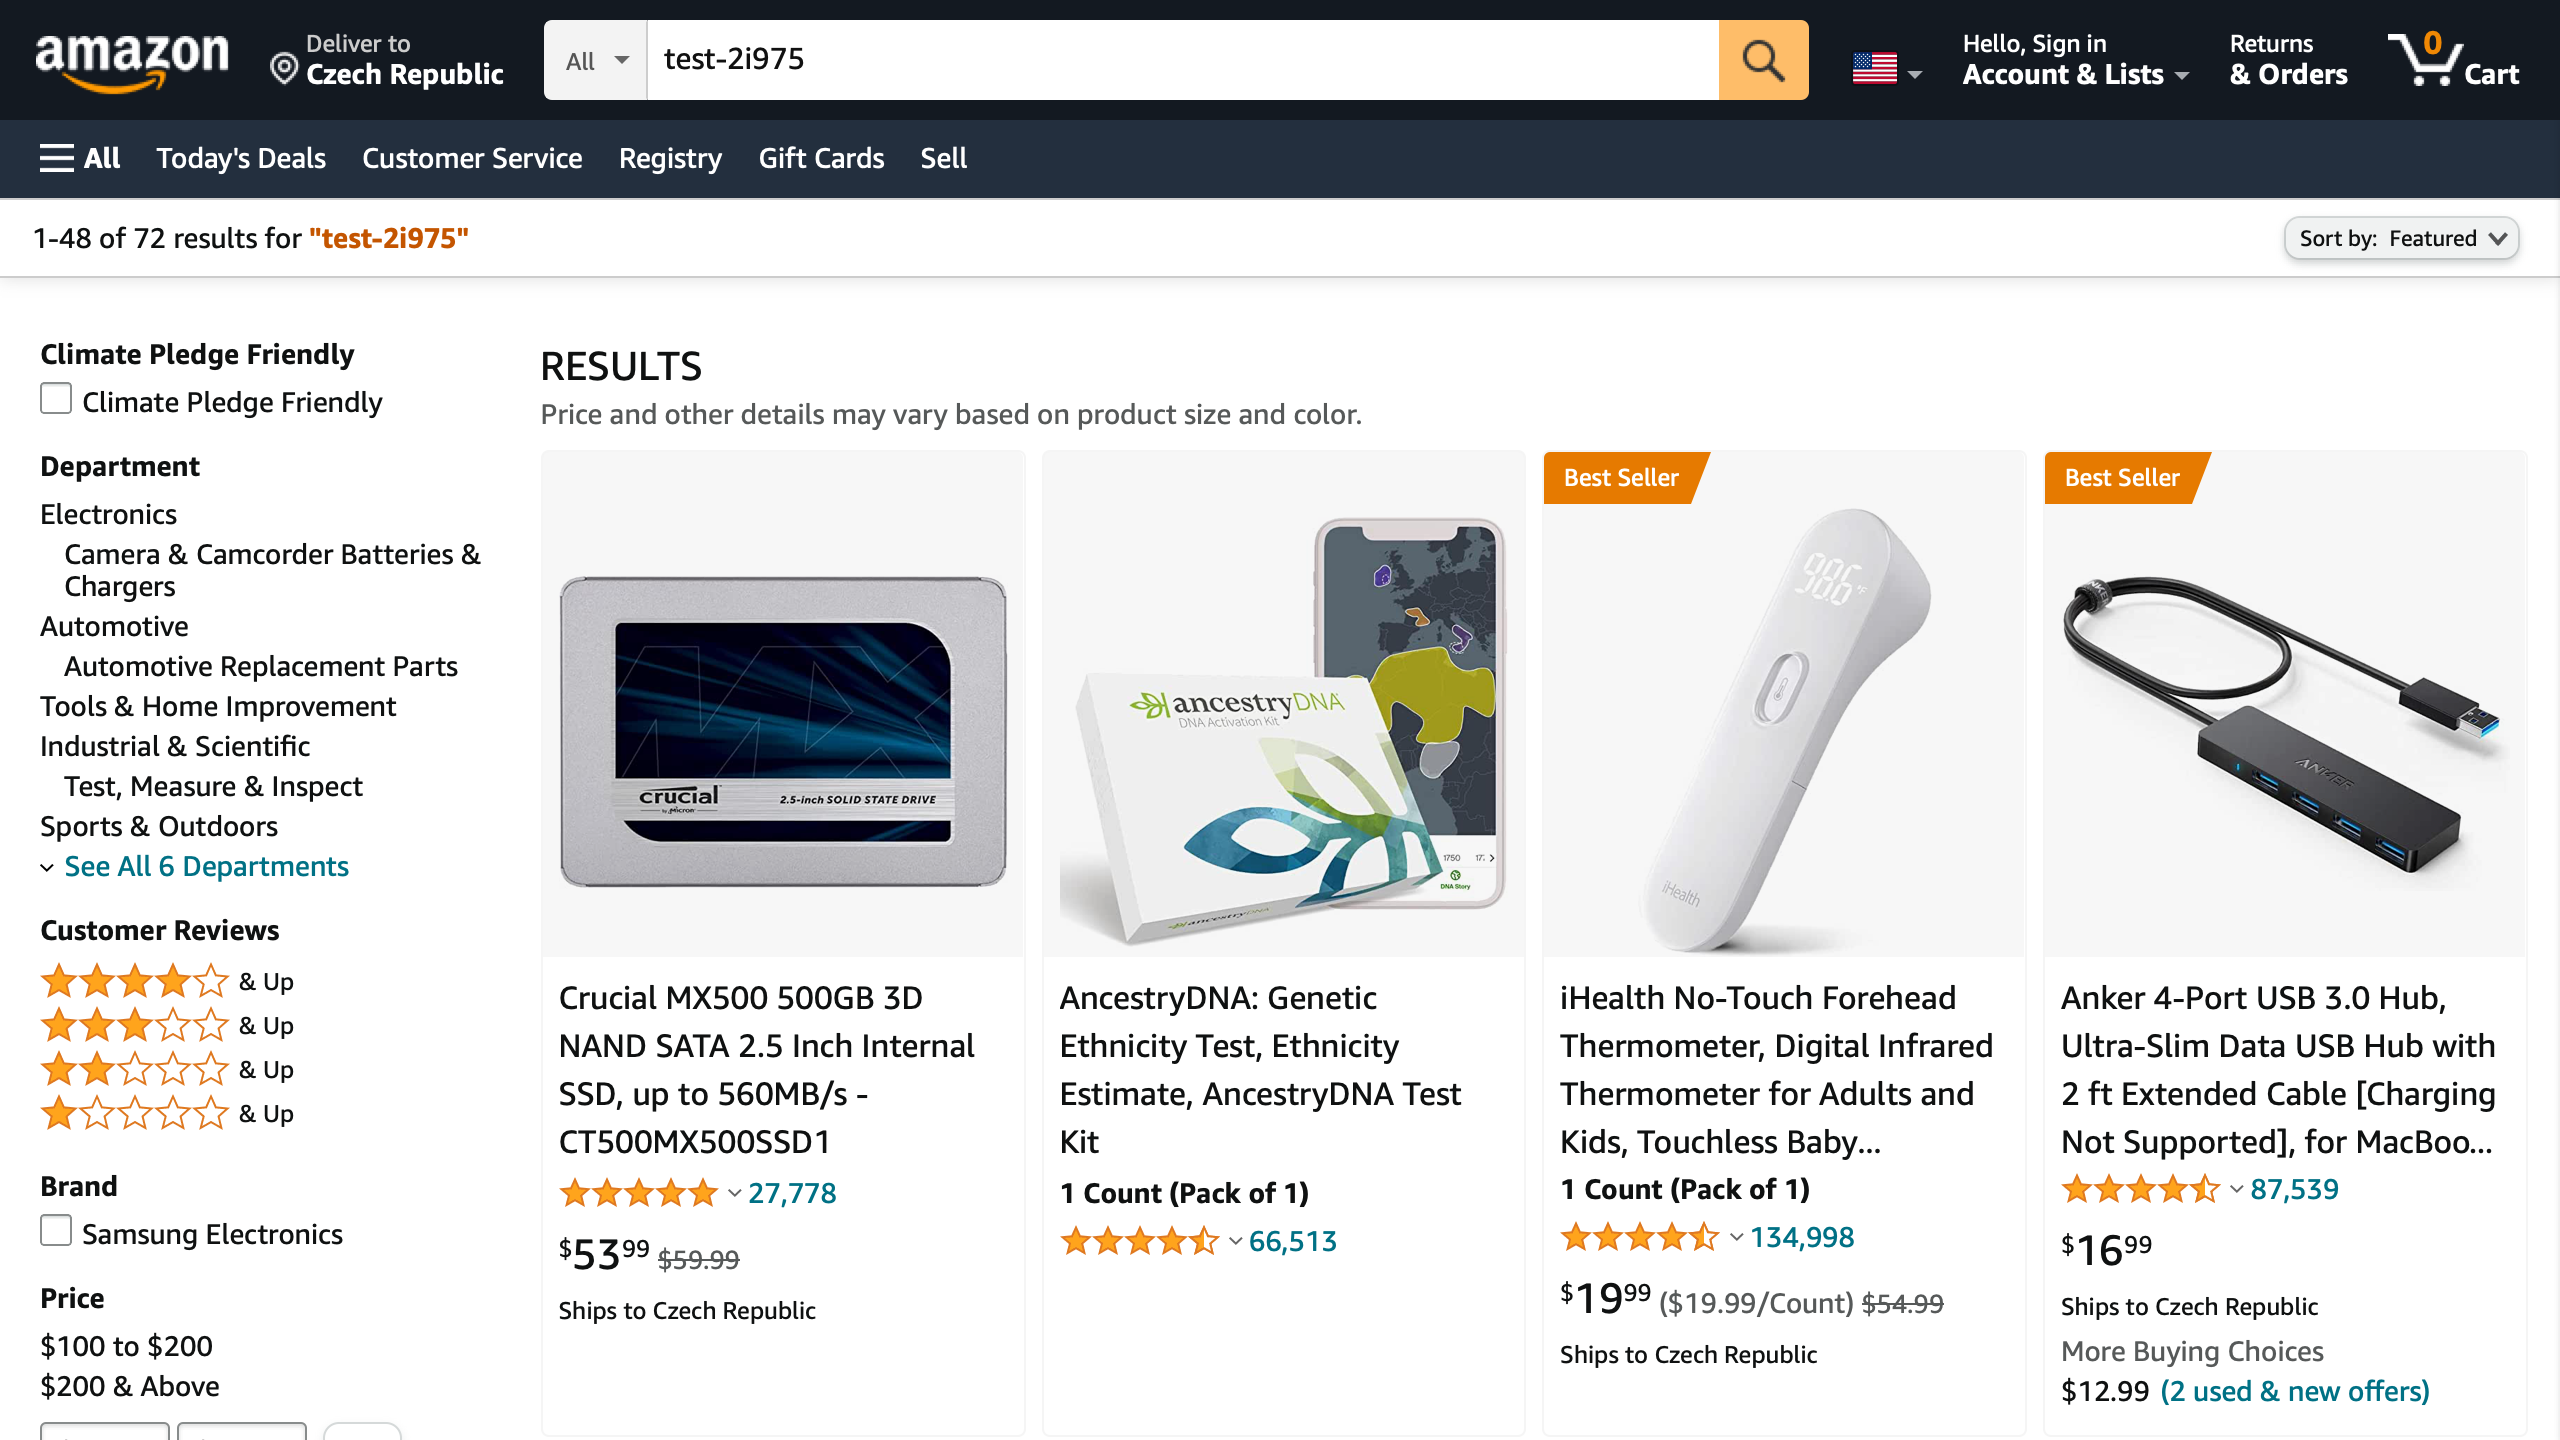 amazon
Deliver to
Czech Republic
All
test-2i975
Hello, Sign in
Account & Lists
Returns
& Orders
0
Cart
All
Today's Deals
Customer Service
Registry
Gift Cards
Sell
1-48 of 72 results for "test-2i975"
Sort by: Featured
Climate Pledge Friendly
Climate Pledge Friendly
Department
Electronics
Camera & Camcorder Batteries &
Chargers
Automotive
Automotive Replacement Parts
Tools & Home Improvement
Industrial & Scientific
Test, Measure & Inspect
Sports & Outdoors
See All 6 Departments
Customer Reviews
& Up
& Up
& Up
& Up
Brand
Samsung Electronics
Price
$100 to $200
$200 & Above
RESULTS
Price and other details may vary based on product size and color.
MX
crucial
by Micron
2.5-inch SOLID STATE DRIVE
Crucial MX500 500GB 3D
NAND SATA 2.5 Inch Internal
SSD, up to 560MB/s -
CT500MX500SSD1
27,778
$53.99 $59.99
Ships to Czech Republic
ancestryDNA
DNA Activation Kit
ancestryDNA
1750
DNA Story
AncestryDNA: Genetic
Ethnicity Test, Ethnicity
Estimate, AncestryDNA Test
Kit
1 Count (Pack of 1)
66,513
Best Seller
98.6 °F
iHealth
iHealth No-Touch Forehead
Thermometer, Digital Infrared
Thermometer for Adults and
Kids, Touchless Baby...
1 Count (Pack of 1)
134,998
$19.99 ($19.99/Count) $54.99
Ships to Czech Republic
Best Seller
ANKER
Anker 4-Port USB 3.0 Hub,
Ultra-Slim Data USB Hub with
2 ft Extended Cable [Charging
Not Supported], for MacBoo...
87,539
$16.99
Ships to Czech Republic
More Buying Choices
$12.99 (2 used & new offers)